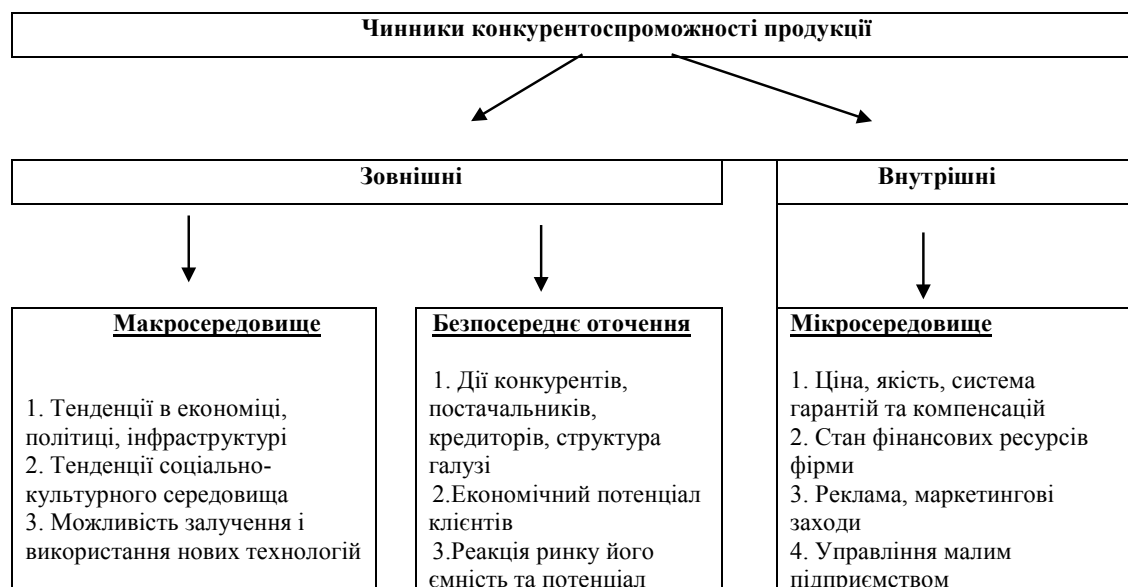 Чинники конкурентоспроможності продукції
Зовнішні
Внутрішні
Макросередовище
1. Тенденції в економіці,
політиці, інфраструктурі
2. Тенденції соціально-
культурного середовища
3. Можливість залучення і
використання нових технологій
Безпосереднє оточення
1. Дії конкурентів,
постачальників,
кредиторів, структура
галузі
2.Економічний потенціал
клієнтів
3.Реакція ринку його
ємність та потенціал
Мікросередовище
1. Ціна, якість, система
гарантій та компенсацій
2. Стан фінансових ресурсів
фірми
3. Реклама, маркетингові
заходи
4. Управління малим
підприємством